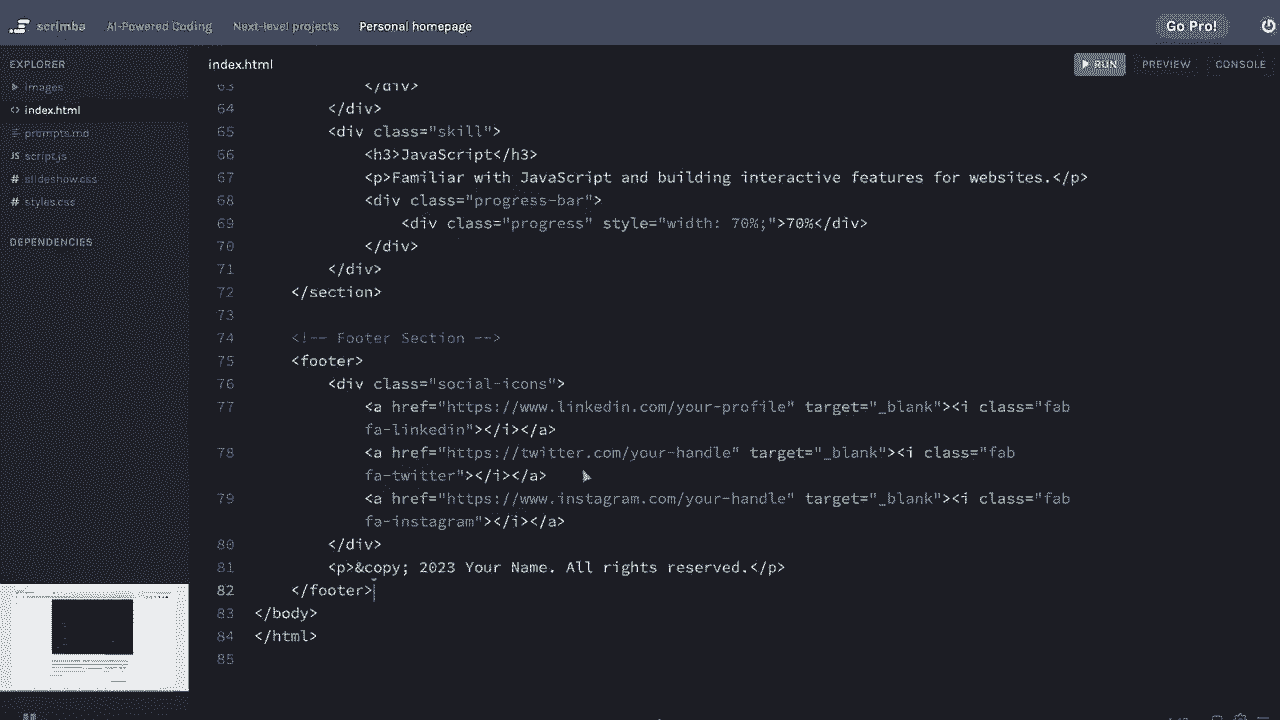 scrimba AI-Powered Coding Next-level projects Personal homepage Go Pro!
EXPLORER
images
index.html
prompts.md
JS script.js
# slideshow.css
# styles.css
DEPENDENCIES
index.html RUN PREVIEW CONSOLE
63 </div>
64 </div>
65 <div class="skill">
66 <h3>JavaScript</h3>
67 <p>Familiar with JavaScript and building interactive features for websites.</p>
68 <div class="progress-bar">
69 <div class="progress" style="width: 70%;">70%</div>
70 </div>
71 </div>
72 </section>
73
74 <!-- Footer Section -->
75 <footer>
76 <div class="social-icons">
77 <a href="https://www.linkedin.com/your-profile" target="_blank"><i class="fab
fa-linkedin"></i></a>
78 <a href="https://twitter.com/your-handle" target="_blank"><i class="fab
fa-twitter"></i></a>
79 <a href="https://www.instagram.com/your-handle" target="_blank"><i class="fab
fa-instagram"></i></a>
80 </div>
81 <p>&copy; 2023 Your Name. All rights reserved.</p>
82 </footer>
83 </body>
84 </html>
85